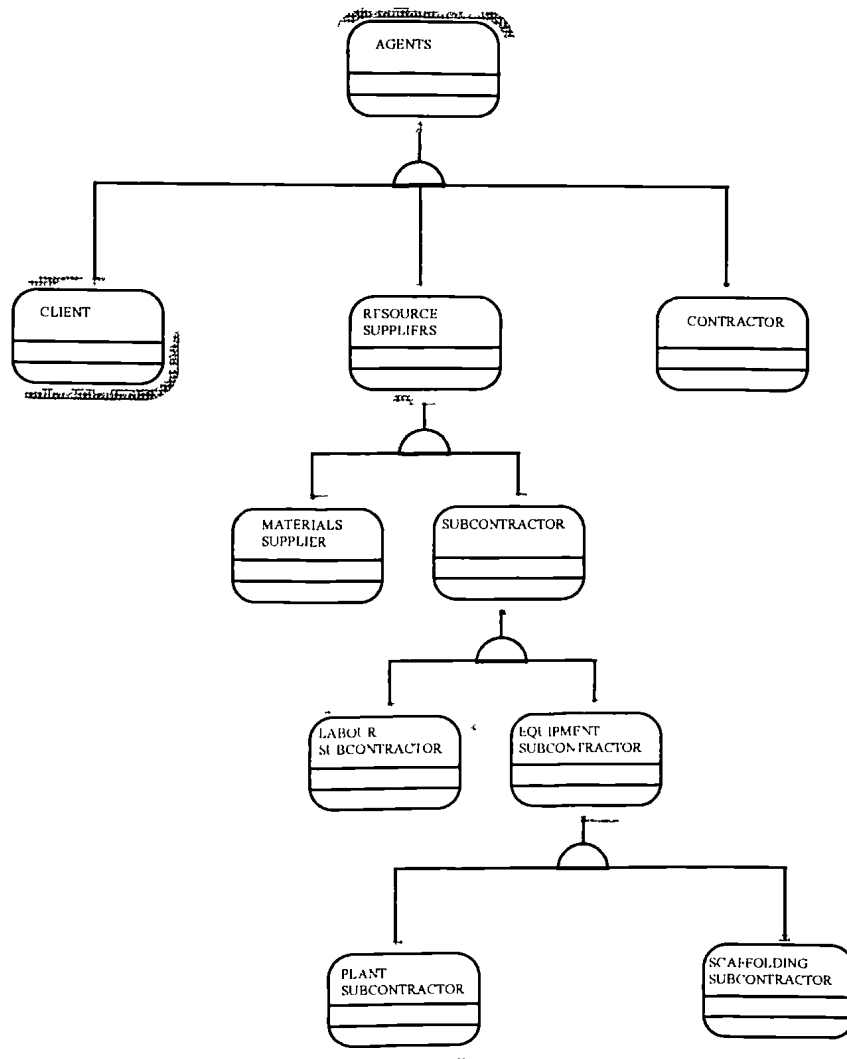 AGENTS
CLIENT
RESOURCE
SUPPLIERS
CONTRACTOR
MATERIALS
SUPPLIER
SUBCONTRACTOR
LABOUR
SUBCONTRACTOR
EQUIPMENT
SUBCONTRACTOR
PLANT
SUBCONTRACTOR
SCAFFOLDING
SUBCONTRACTOR